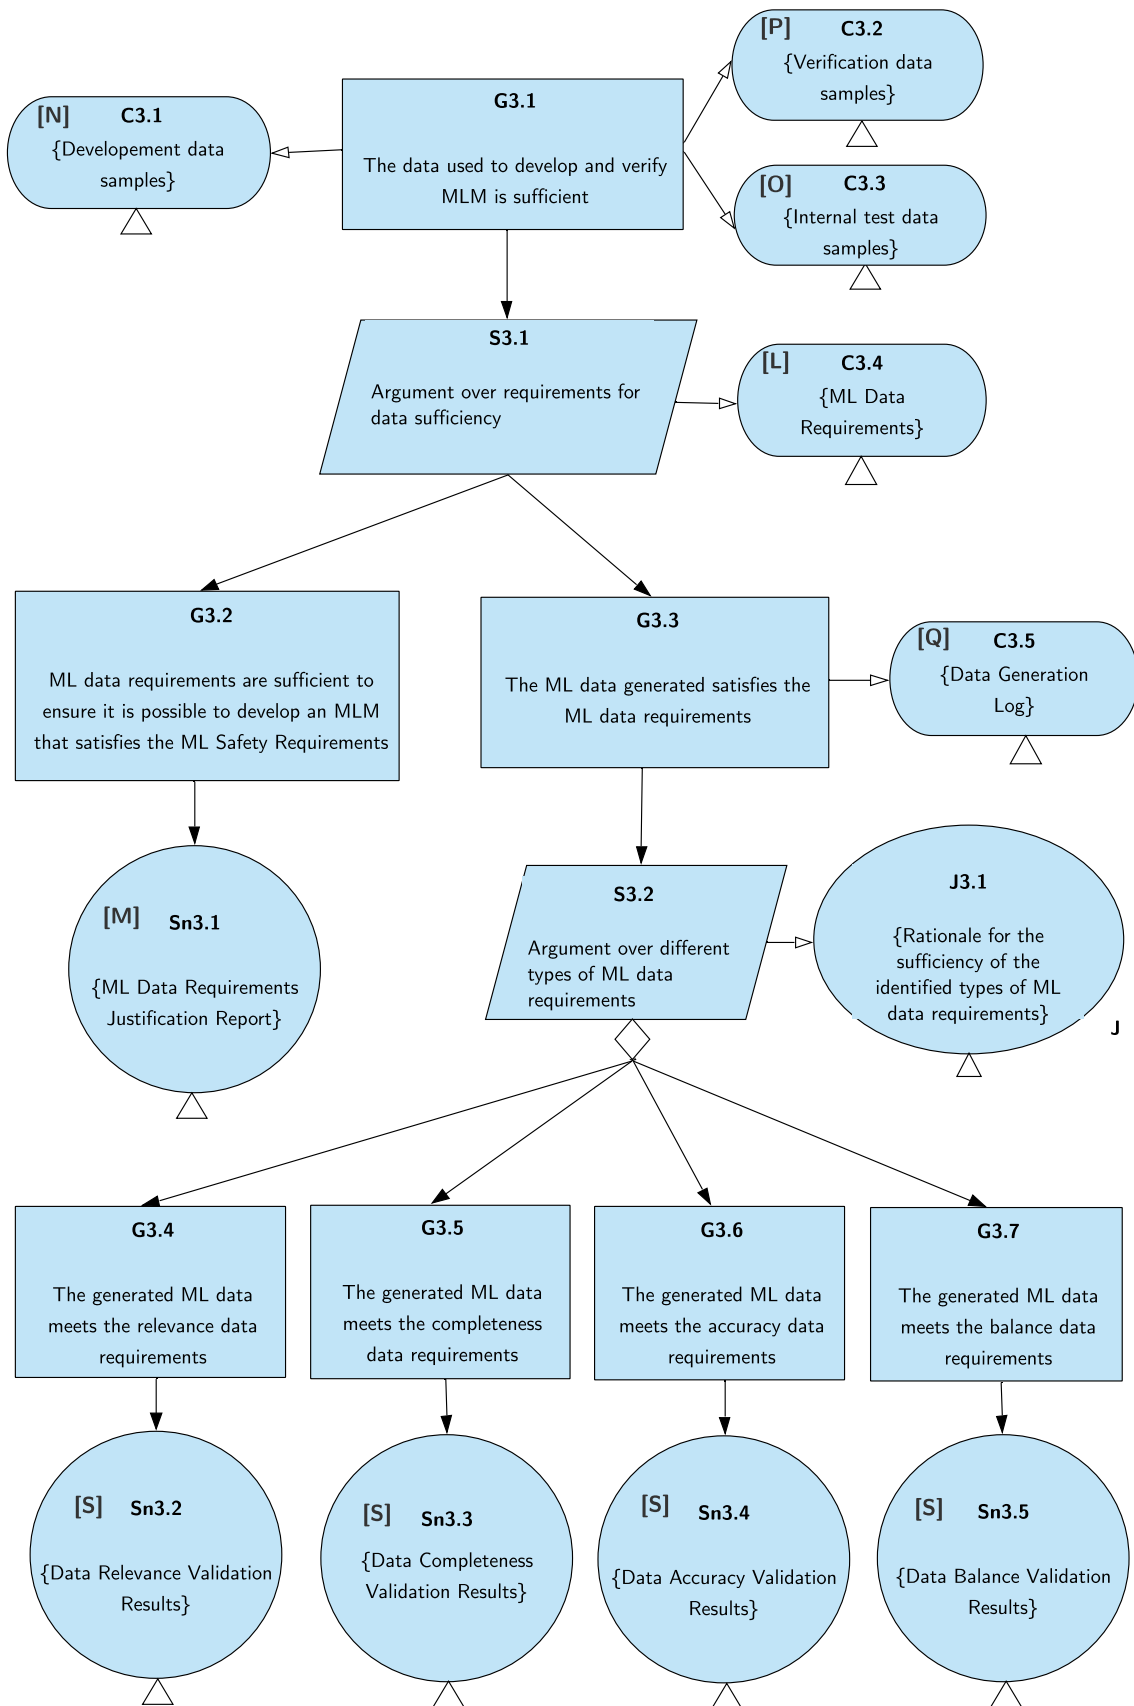 [P] C3.2
{Verification data
samples}
G3.1
The data used to develop and verify
MLM is sufficient
[N] C3.1
{Developement data
samples}
[O] C3.3
{Internal test data
samples}
S3.1
Argument over requirements for
data sufficiency
[L] C3.4
{ML Data
Requirements}
G3.2
ML data requirements are sufficient to
ensure it is possible to develop an MLM
that satisfies the ML Safety Requirements
G3.3
The ML data generated satisfies the
ML data requirements
[Q] C3.5
{Data Generation
Log}
[M] Sn3.1
{ML Data Requirements
Justification Report}
S3.2
Argument over different
types of ML data
requirements
J3.1
{Rationale for the
sufficiency of the
identified types of ML
data requirements}
J
G3.4
The generated ML data
meets the relevance data
requirements
G3.5
The generated ML data
meets the completeness
data requirements
G3.6
The generated ML data
meets the accuracy data
requirements
G3.7
The generated ML data
meets the balance data
requirements
[S] Sn3.2
{Data Relevance Validation
Results}
[S] Sn3.3
{Data Completeness
Validation Results}
[S] Sn3.4
{Data Accuracy Validation
Results}
[S] Sn3.5
{Data Balance Validation
Results}